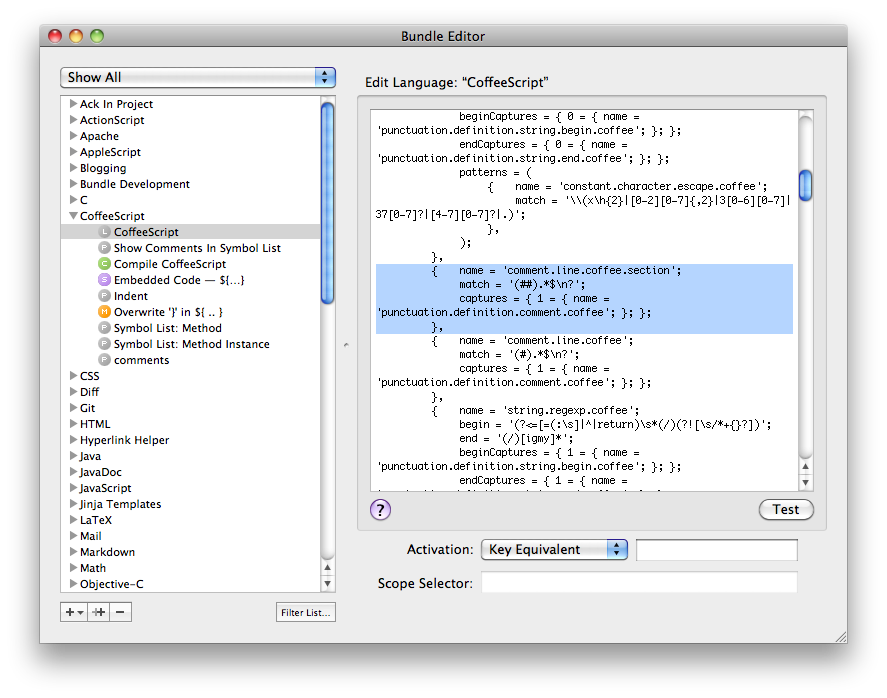 Bundle Editor
Show All
Ack In Project
ActionScript
Apache
AppleScript
Blogging
Bundle Development
C
CoffeeScript
L CoffeeScript
P Show Comments In Symbol List
C Compile CoffeeScript
S Embedded Code — ${...}
P Indent
M Overwrite '}' in ${ .. }
P Symbol List: Method
P Symbol List: Method Instance
P comments
CSS
Diff
Git
HTML
Hyperlink Helper
Java
JavaDoc
JavaScript
Jinja Templates
LaTeX
Mail
Markdown
Math
Objective-C
Filter List...
Edit Language: “CoffeeScript”
beginCaptures = { 0 = { name =
'punctuation.definition.string.begin.coffee'; }; };
endCaptures = { 0 = { name =
'punctuation.definition.string.end.coffee'; }; };
patterns = (
{ name = 'constant.character.escape.coffee';
match = '\\(x\h{2}|[0-2][0-7]{,2}|3[0-6][0-7]|
37[0-7]?|[4-7][0-7]?|.)';
},
);
},
{ name = 'comment.line.coffee.section';
match = '(##).*$\n?';
captures = { 1 = { name =
'punctuation.definition.comment.coffee'; }; };
},
{ name = 'comment.line.coffee';
match = '(#).*$\n?';
captures = { 1 = { name =
'punctuation.definition.comment.coffee'; }; };
},
{ name = 'string.regexp.coffee';
begin = '(?<=[=(:\s]|^|return)\s*(/)(?![\s/*+{}?])';
end = '(/)[igmy]*';
beginCaptures = { 1 = { name =
'punctuation.definition.string.begin.coffee'; }; };
endCaptures = { 1 = { name =
?
Test
Activation: Key Equivalent
Scope Selector: